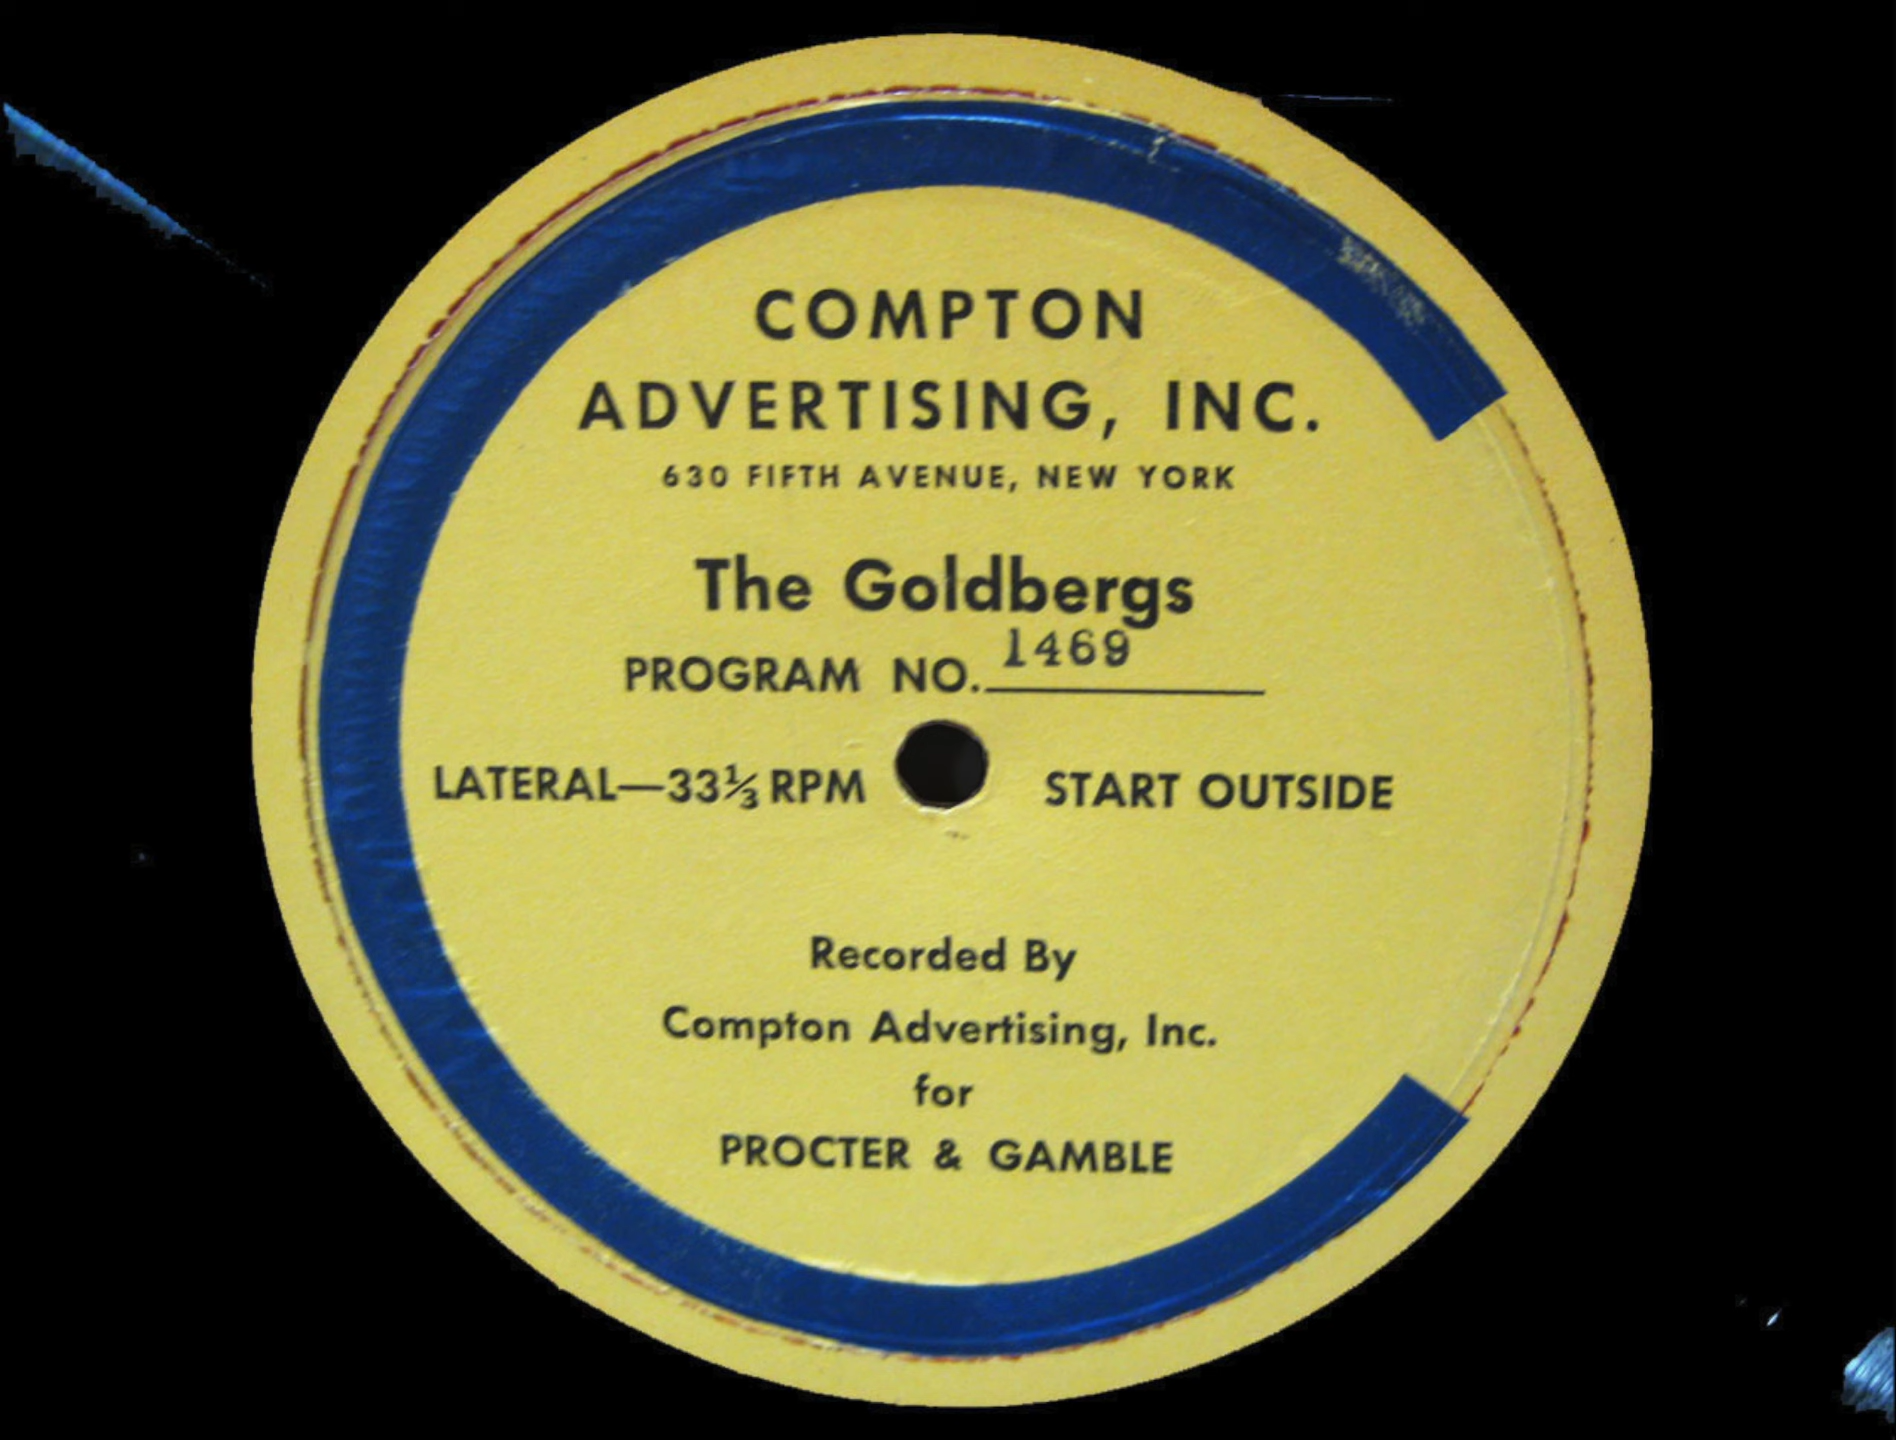 COMPTON
ADVERTISING, INC.
630 FIFTH AVENUE, NEW YORK
The Goldbergs
PROGRAM NO. 1469
LATERAL—33⅓ RPM START OUTSIDE
Recorded By
Compton Advertising, Inc.
for
PROCTER & GAMBLE